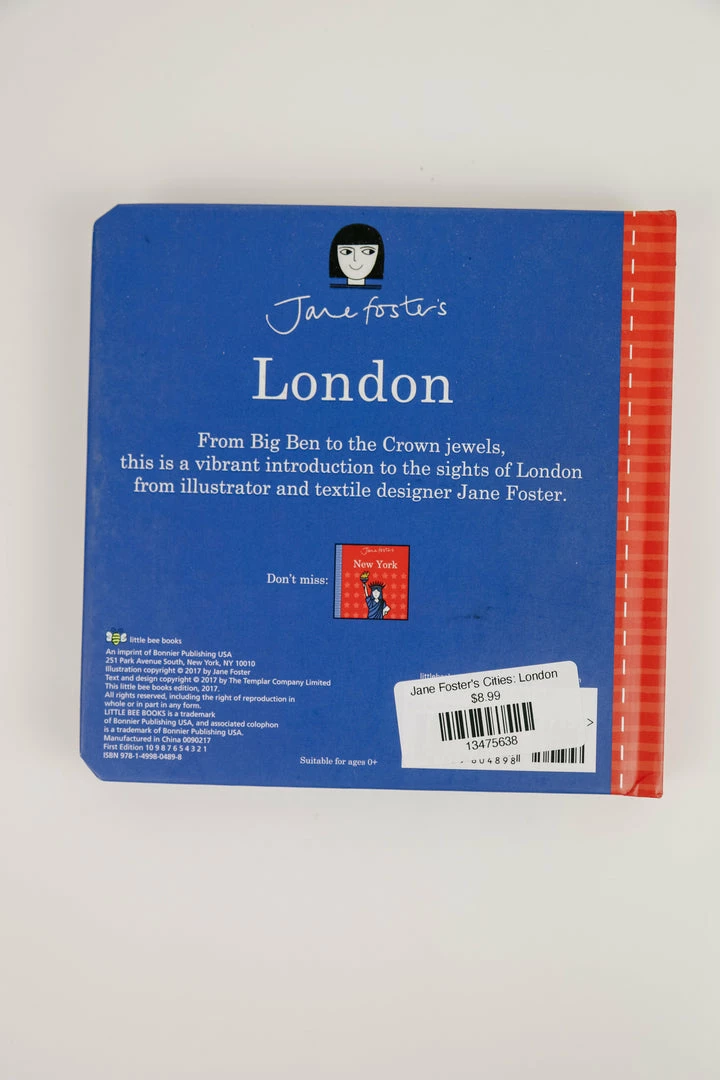 Jane foster's
London
From Big Ben to the Crown jewels,
this is a vibrant introduction to the sights of London
from illustrator and textile designer Jane Foster.
Don't miss:
Jane foster's
New York
little bee books
An imprint of Bonnier Publishing USA
251 Park Avenue South, New York, NY 10010
Illustration copyright © 2017 by Jane Foster
Text and design copyright © 2017 by The Templar Company Limited
This little bee books edition, 2017.
All rights reserved, including the right of reproduction in
whole or in part in any form.
LITTLE BEE BOOKS is a trademark
of Bonnier Publishing USA, and associated colophon
is a trademark of Bonnier Publishing USA.
Manufactured in China 0090217
First Edition 10 9 8 7 6 5 4 3 2 1
ISBN 978-1-4998-0489-8
Suitable for ages 0+
Jane Foster's Cities: London
$8.99
13475638
04898
>